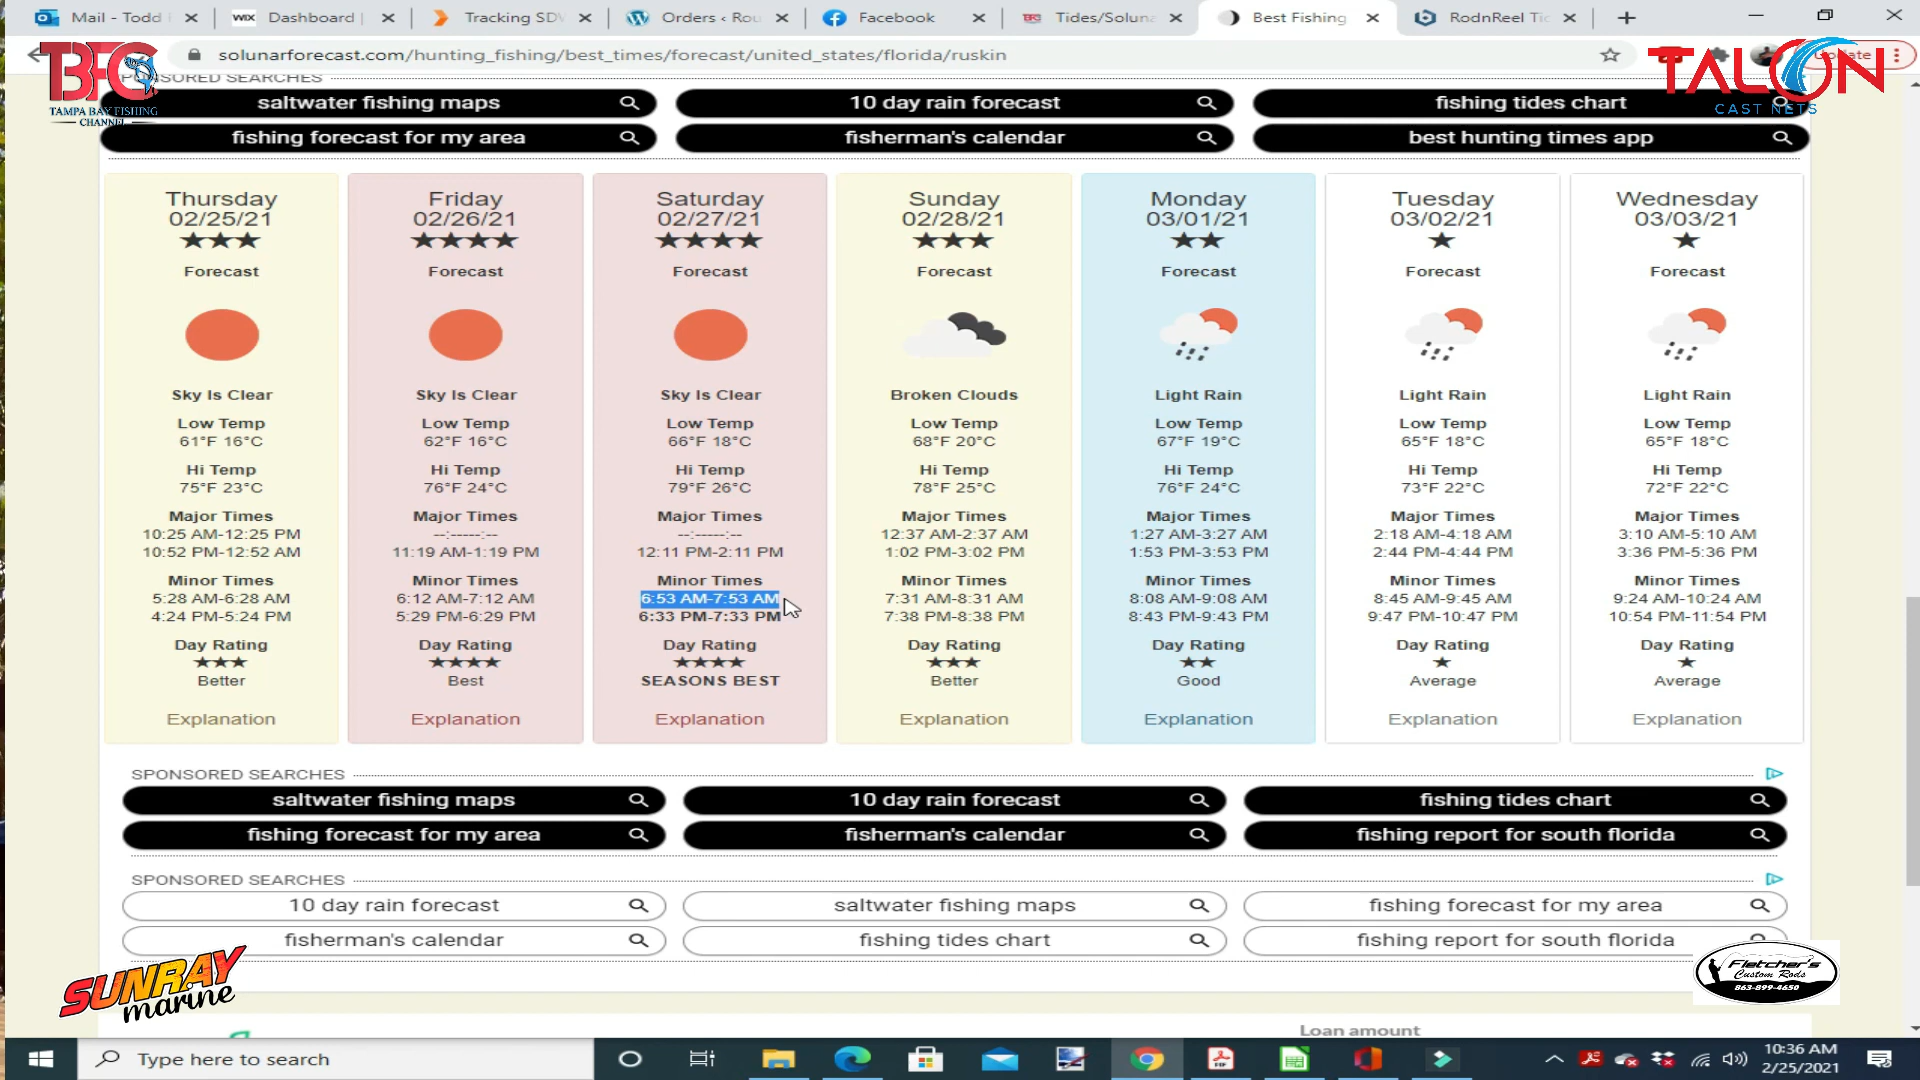 Mail - Todd
WIX
Dashboard
Tracking SD
Orders ‹ Rou
Facebook
Tides/Soluna
Best Fishing
RodnReel Ti
solunarforecast.com/hunting_fishing/best_times/forecast/united_states/florida/ruskin
TBFC
TAMPA BAY FISHING
CHANNEL
TALON
CAST NETS
SPONSORED SEARCHES
saltwater fishing maps
10 day rain forecast
fishing tides chart
fishing forecast for my area
fisherman's calendar
best hunting times app
Thursday
02/25/21
★★★
Forecast
Sky Is Clear
Low Temp
61°F 16°C
Hi Temp
75°F 23°C
Major Times
10:25 AM-12:25 PM
10:52 PM-12:52 AM
Minor Times
5:28 AM-6:28 AM
4:24 PM-5:24 PM
Day Rating
★★★
Better
Explanation
Friday
02/26/21
★★★★
Forecast
Sky Is Clear
Low Temp
62°F 16°C
Hi Temp
76°F 24°C
Major Times
--:-----:--
11:19 AM-1:19 PM
Minor Times
6:12 AM-7:12 AM
5:29 PM-6:29 PM
Day Rating
★★★★
Best
Explanation
Saturday
02/27/21
★★★★
Forecast
Sky Is Clear
Low Temp
66°F 18°C
Hi Temp
79°F 26°C
Major Times
--:-----:--
12:11 PM-2:11 PM
Minor Times
6:53 AM-7:53 AM
6:33 PM-7:33 PM
Day Rating
★★★★
SEASONS BEST
Explanation
Sunday
02/28/21
★★★
Forecast
Broken Clouds
Low Temp
68°F 20°C
Hi Temp
78°F 25°C
Major Times
12:37 AM-2:37 AM
1:02 PM-3:02 PM
Minor Times
7:31 AM-8:31 AM
7:38 PM-8:38 PM
Day Rating
★★★
Better
Explanation
Monday
03/01/21
★★
Forecast
Light Rain
Low Temp
67°F 19°C
Hi Temp
76°F 24°C
Major Times
1:27 AM-3:27 AM
1:53 PM-3:53 PM
Minor Times
8:08 AM-9:08 AM
8:43 PM-9:43 PM
Day Rating
★★
Good
Explanation
Tuesday
03/02/21
★
Forecast
Light Rain
Low Temp
65°F 18°C
Hi Temp
73°F 22°C
Major Times
2:18 AM-4:18 AM
2:44 PM-4:44 PM
Minor Times
8:45 AM-9:45 AM
9:47 PM-10:47 PM
Day Rating
★
Average
Explanation
Wednesday
03/03/21
★
Forecast
Light Rain
Low Temp
65°F 18°C
Hi Temp
72°F 22°C
Major Times
3:10 AM-5:10 AM
3:36 PM-5:36 PM
Minor Times
9:24 AM-10:24 AM
10:54 PM-11:54 PM
Day Rating
★
Average
Explanation
SPONSORED SEARCHES
saltwater fishing maps
10 day rain forecast
fishing tides chart
fishing forecast for my area
fisherman's calendar
fishing report for south florida
SPONSORED SEARCHES
10 day rain forecast
saltwater fishing maps
fishing forecast for my area
fisherman's calendar
fishing tides chart
fishing report for south florida
SUNRAY
marine
Fletcher's
Custom Rods
863-899-4650
Loan amount
Type here to search
10:36 AM
2/25/2021